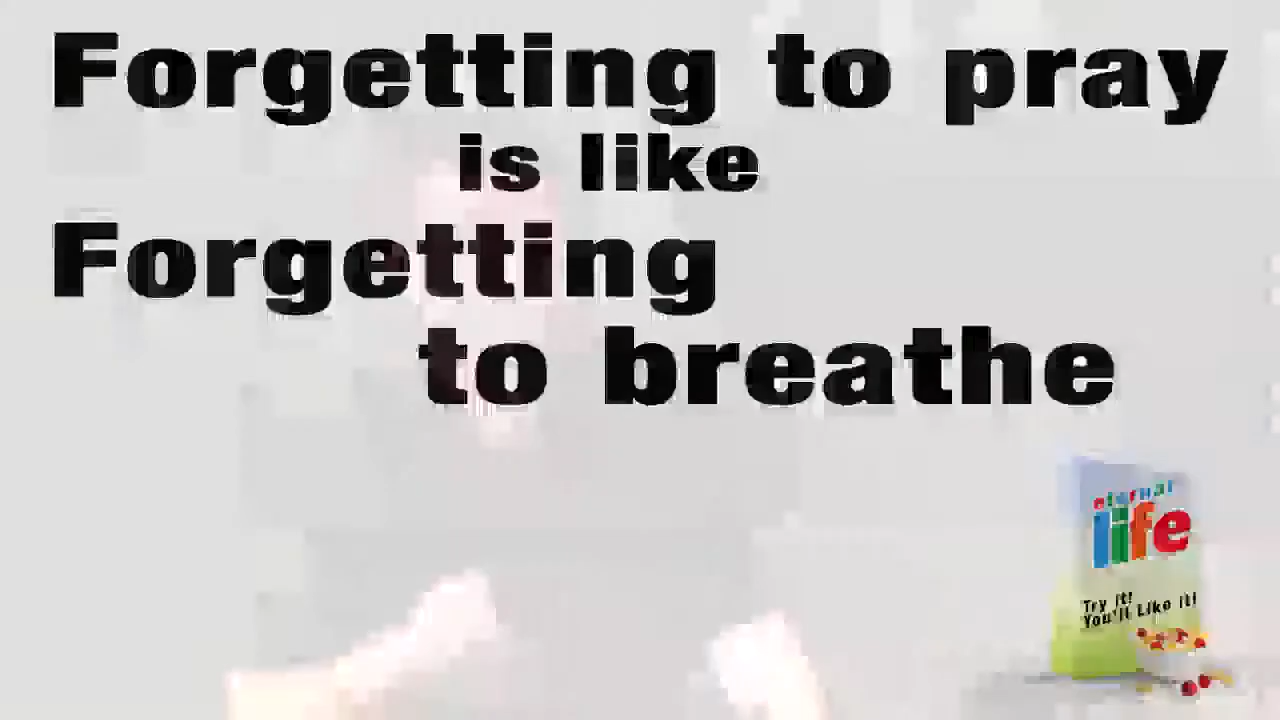 Forgetting to pray
is like
Forgetting
to breathe
eternal
life
Try it!
You'll Like it!